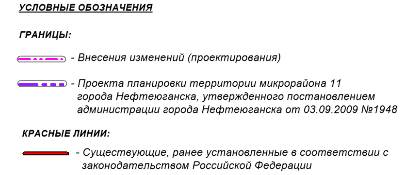 УСЛОВНЫЕ ОБОЗНАЧЕНИЯ
ГРАНИЦЫ:
- Внесения изменений (проектирования)
- Проекта планировки территории микрорайона 11
города Нефтеюганска, утвержденного постановлением
администрации города Нефтеюганска от 03.09.2009 №1948
КРАСНЫЕ ЛИНИИ:
- Существующие, ранее установленные в соответствии с
законодательством Российской Федерации